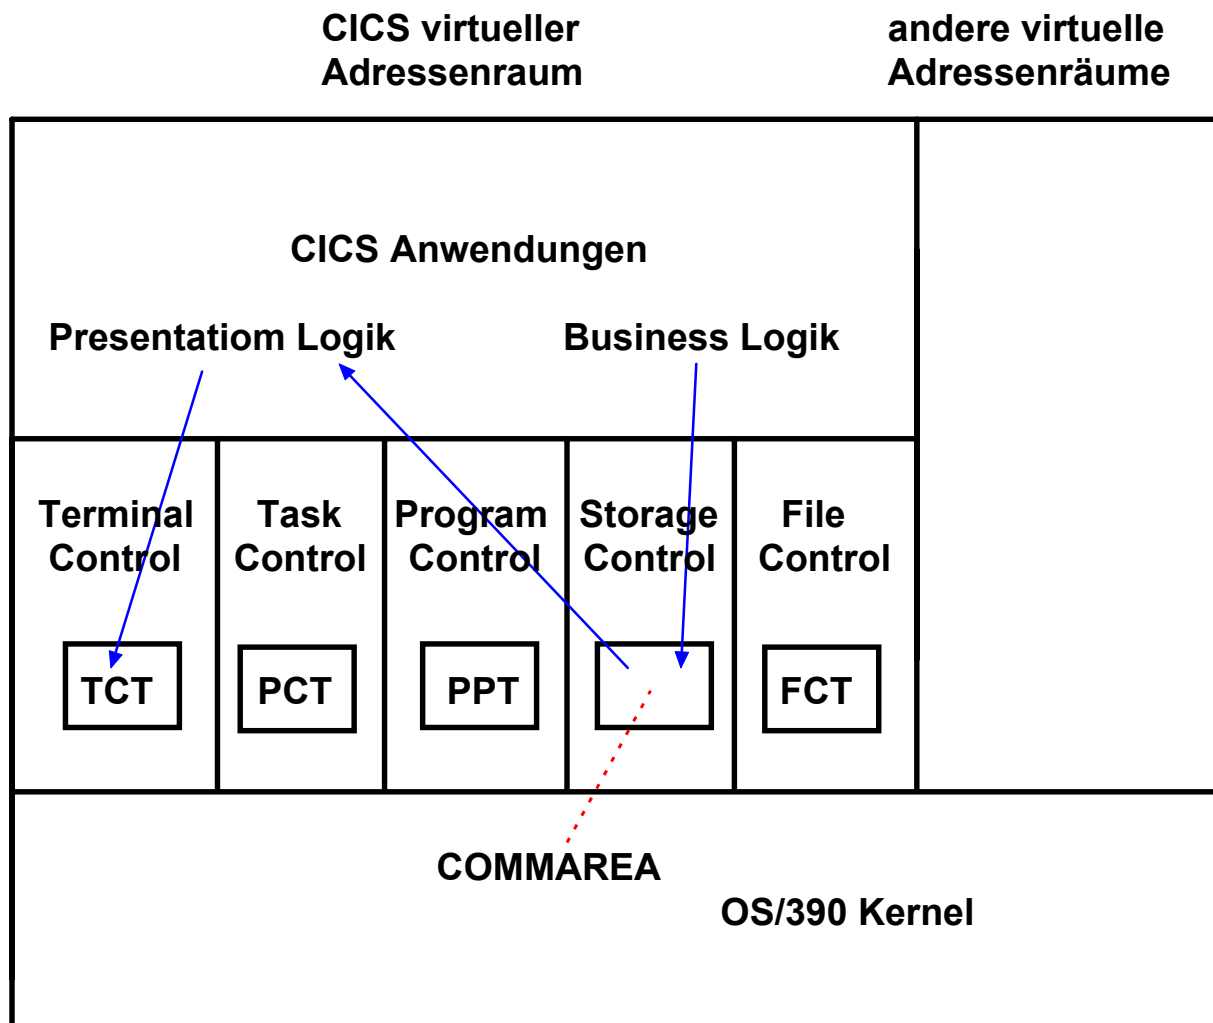 CICS virtueller
Adressenraum
andere virtuelle
Adressenräume
CICS Anwendungen
Presentatiom Logik
Business Logik
Terminal
Control
Task
Control
Program
Control
Storage
Control
File
Control
TCT
PCT
PPT
FCT
COMMAREA
OS/390 Kernel